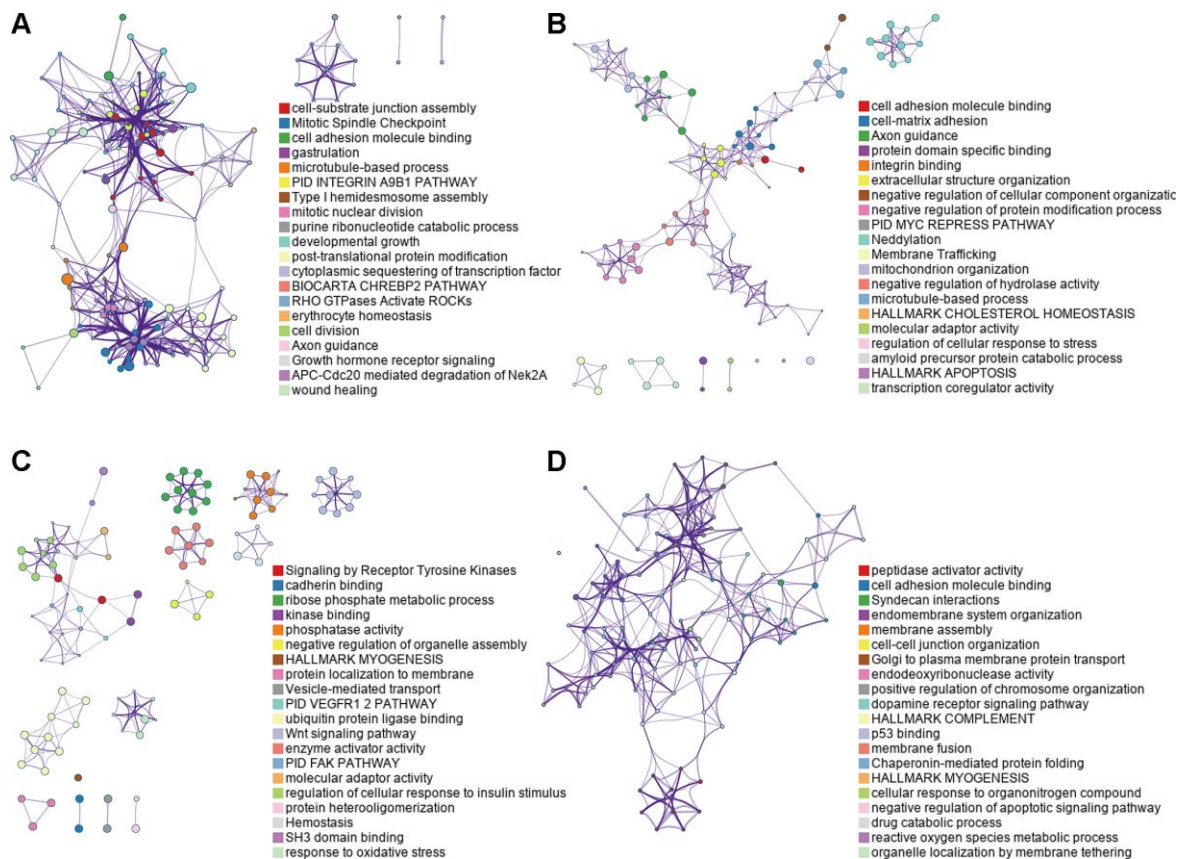 A
cell-substrate junction assembly
Mitotic Spindle Checkpoint
cell adhesion molecule binding
gastrulation
microtubule-based process
PID INTEGRIN A9B1 PATHWAY
Type I hemidesmosome assembly
mitotic nuclear division
purine ribonucleotide catabolic process
developmental growth
post-translational protein modification
cytoplasmic sequestering of transcription factor
BIOCARTA CHREBP2 PATHWAY
RHO GTPases Activate ROCKs
erythrocyte homeostasis
cell division
Axon guidance
Growth hormone receptor signaling
APC-Cdc20 mediated degradation of Nek2A
wound healing
B
cell adhesion molecule binding
cell-matrix adhesion
Axon guidance
protein domain specific binding
integrin binding
extracellular structure organization
negative regulation of cellular component organizatic
negative regulation of protein modification process
PID MYC REPRESS PATHWAY
Neddylation
Membrane Trafficking
mitochondrion organization
negative regulation of hydrolase activity
microtubule-based process
HALLMARK CHOLESTEROL HOMEOSTASIS
molecular adaptor activity
regulation of cellular response to stress
amyloid precursor protein catabolic process
HALLMARK APOPTOSIS
transcription coregulator activity
C
Signaling by Receptor Tyrosine Kinases
cadherin binding
ribose phosphate metabolic process
kinase binding
phosphatase activity
negative regulation of organelle assembly
HALLMARK MYOGENESIS
protein localization to membrane
Vesicle-mediated transport
PID VEGFR1 2 PATHWAY
ubiquitin protein ligase binding
Wnt signaling pathway
enzyme activator activity
PID FAK PATHWAY
molecular adaptor activity
regulation of cellular response to insulin stimulus
protein heterooligomerization
Hemostasis
SH3 domain binding
response to oxidative stress
D
peptidase activator activity
cell adhesion molecule binding
Syndecan interactions
endomembrane system organization
membrane assembly
cell-cell junction organization
Golgi to plasma membrane protein transport
endodeoxyribonuclease activity
positive regulation of chromosome organization
dopamine receptor signaling pathway
HALLMARK COMPLEMENT
p53 binding
membrane fusion
Chaperonin-mediated protein folding
HALLMARK MYOGENESIS
cellular response to organonitrogen compound
negative regulation of apoptotic signaling pathway
drug catabolic process
reactive oxygen species metabolic process
organelle localization by membrane tethering